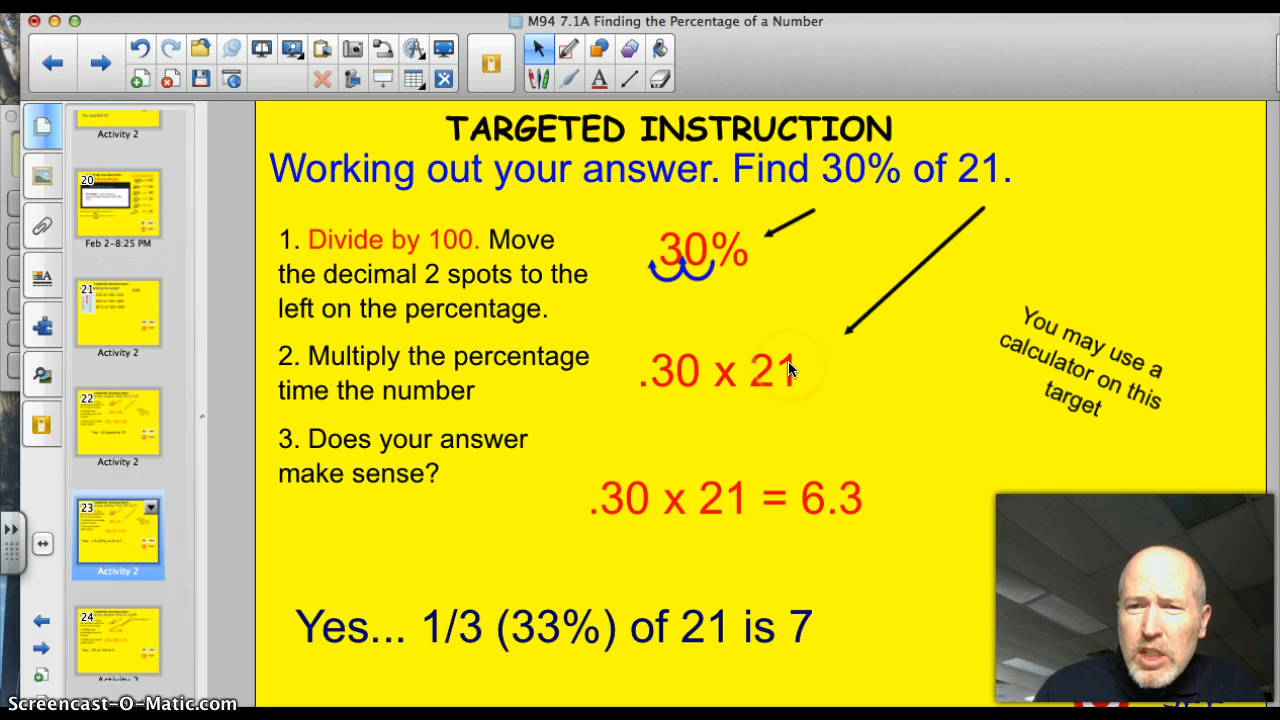 M94 7.1A Finding the Percentage of a Number
Activity 2
20
Feb 2-8:25 PM
21
Activity 2
22
Activity 2
23
Activity 2
24
TARGETED INSTRUCTION
Working out your answer. Find 30% of 21.
1. Divide by 100. Move
the decimal 2 spots to the
left on the percentage.
30%
2. Multiply the percentage
time the number
.30 x 21
You may use a
calculator on this
target
3. Does your answer
make sense?
.30 x 21 = 6.3
Yes... 1/3 (33%) of 21 is 7
Screencast-O-Matic.com